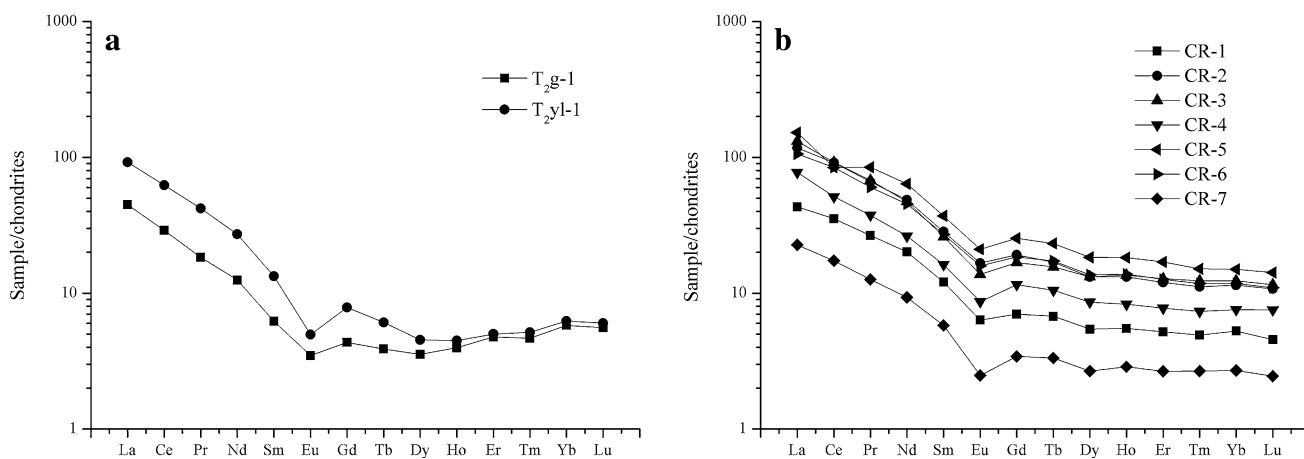 a
T₂g-1
T₂yl-1
Sample/chondrites
1000
100
10
1
La Ce Pr Nd Sm Eu Gd Tb Dy Ho Er Tm Yb Lu
b
CR-1
CR-2
CR-3
CR-4
CR-5
CR-6
CR-7
Sample/chondrites
1000
100
10
1
La Ce Pr Nd Sm Eu Gd Tb Dy Ho Er Tm Yb Lu